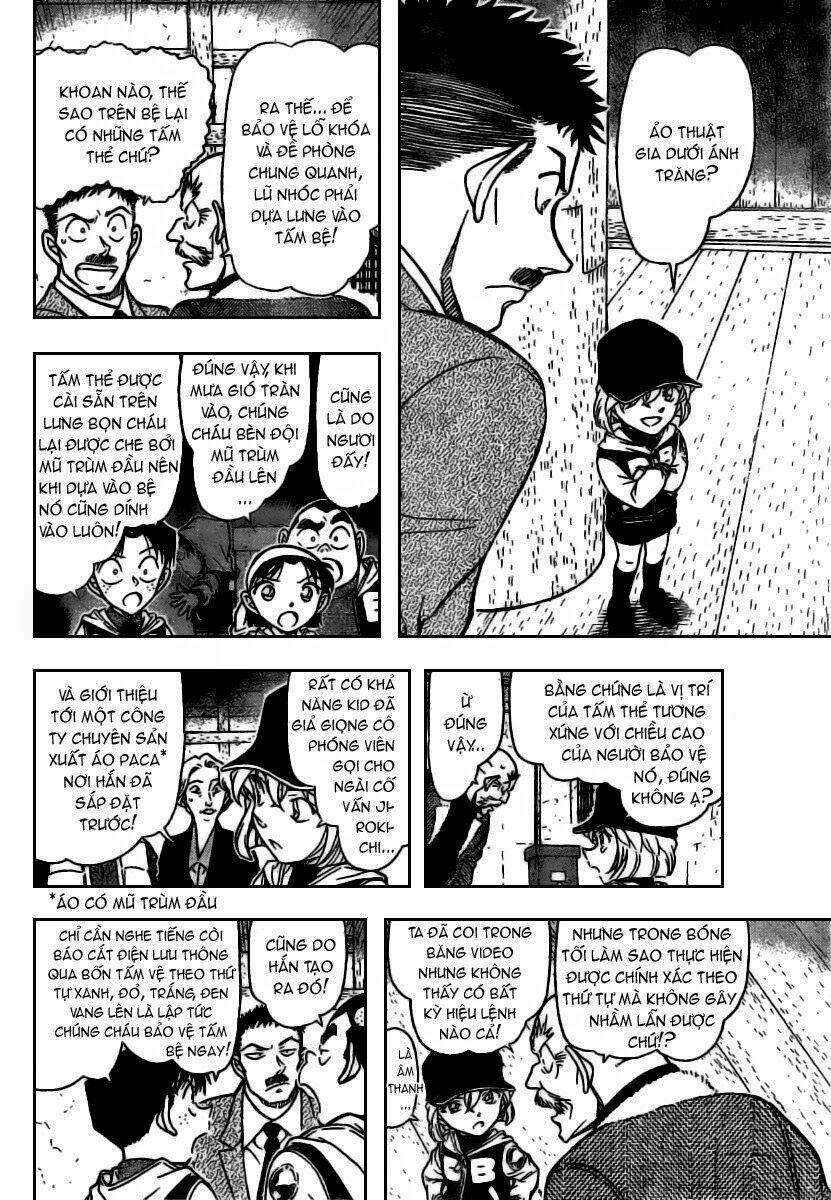 ẢO THUẬT
GIA DƯỚI ÁNH
TRĂNG?
RA THẾ... ĐỂ
BẢO VỆ LỖ KHÓA
VÀ ĐỀ PHÒNG
CHUNG QUANH,
LŨ NHÓC PHẢI
DỰA LƯNG VÀO
TẤM BỆ!
KHOAN NÀO, THẾ
SAO TRÊN BỆ LẠI
CÓ NHỮNG TẤM
THẺ CHỨ?
CŨNG
LÀ DO
NGƯƠI
ĐẤY!
ĐÚNG VẬY, KHI
MƯA GIÓ TRÀN
VÀO, CHÚNG
CHÁU BÈN ĐỘI
MŨ TRÙM
ĐẦU LÊN
...
TẤM THẺ ĐƯỢC
CÀI SẴN TRÊN
LƯNG BỌN CHÁU
LẠI ĐƯỢC CHE BỞI
MŨ TRÙM ĐẦU NÊN
KHI DỰA VÀO BỆ
NÓ CŨNG DÍNH
VÀO LUÔN!
BẰNG CHỨNG LÀ VỊ TRÍ
CỦA TẤM THẺ TƯƠNG
XỨNG VỚI CHIỀU CAO
CỦA NGƯỜI BẢO VỆ
NÓ, ĐÚNG
KHÔNG Ạ?
Ừ
ĐÚNG
VẬY..
RẤT CÓ KHẢ
NĂNG KID ĐÃ
GIẢ GIỌNG CÔ
PHÓNG VIÊN
GỌI CHO
NGÀI CỐ
VẤN JI-
ROKI-
CHI...
VÀ GIỚI THIỆU
TỚI MỘT CÔNG
TY CHUYÊN SẢN
XUẤT ÁO PACA*
NƠI HẮN ĐÃ
SẮP ĐẶT
TRƯỚC!
*ÁO CÓ MŨ TRÙM ĐẦU
NHƯNG TRONG BÓNG
TỐI LÀM SAO THỰC HIỆN
ĐƯỢC CHÍNH XÁC THEO
THỨ TỰ MÀ KHÔNG GÂY
NHẦM LẪN ĐƯỢC
CHỨ!?
TA ĐÃ COI TRONG
BĂNG VIDEO
NHƯNG KHÔNG
THẤY CÓ BẤT
KỲ HIỆU LỆNH
NÀO CẢ!
LÀ
ÂM
THANH
...
CŨNG DO
HẮN TẠO
RA ĐÓ!
CHỈ CẦN NGHE TIẾNG CÒI
BÁO CẮT ĐIỆN LƯU THÔNG
QUA BỐN TẤM VỆ THEO THỨ
TỰ XANH, ĐỎ, TRẮNG, ĐEN
VANG LÊN LÀ LẬP TỨC
CHÚNG CHÁU BẢO VỆ TẤM
BỆ NGAY!
B